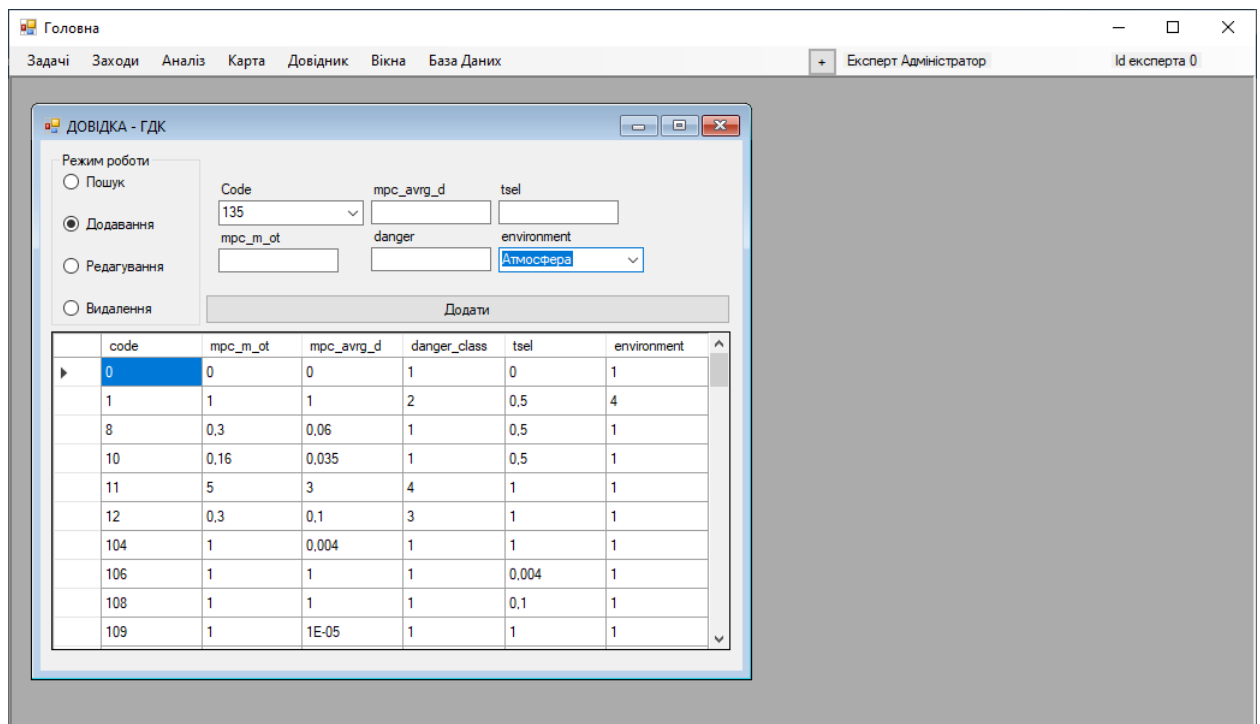 Головна
Задачі Заходи Аналіз Карта Довідник Вікна База Даних + Експерт Адміністратор Id експерта 0
ДОВІДКА - ГДК
Режим роботи
Пошук
Додавання
Редагування
Видалення
Code mpc_avrg_d tsel
135
mpc_m_ot danger environment
Атмосфера
Додати
code mpc_m_ot mpc_avrg_d danger_class tsel environment
0 0 0 1 0 1
1 1 1 2 0,5 4
8 0,3 0,06 1 0,5 1
10 0,16 0,035 1 0,5 1
11 5 3 4 1 1
12 0,3 0,1 3 1 1
104 1 0,004 1 1 1
106 1 1 1 0,004 1
108 1 1 1 0,1 1
109 1 1E-05 1 1 1